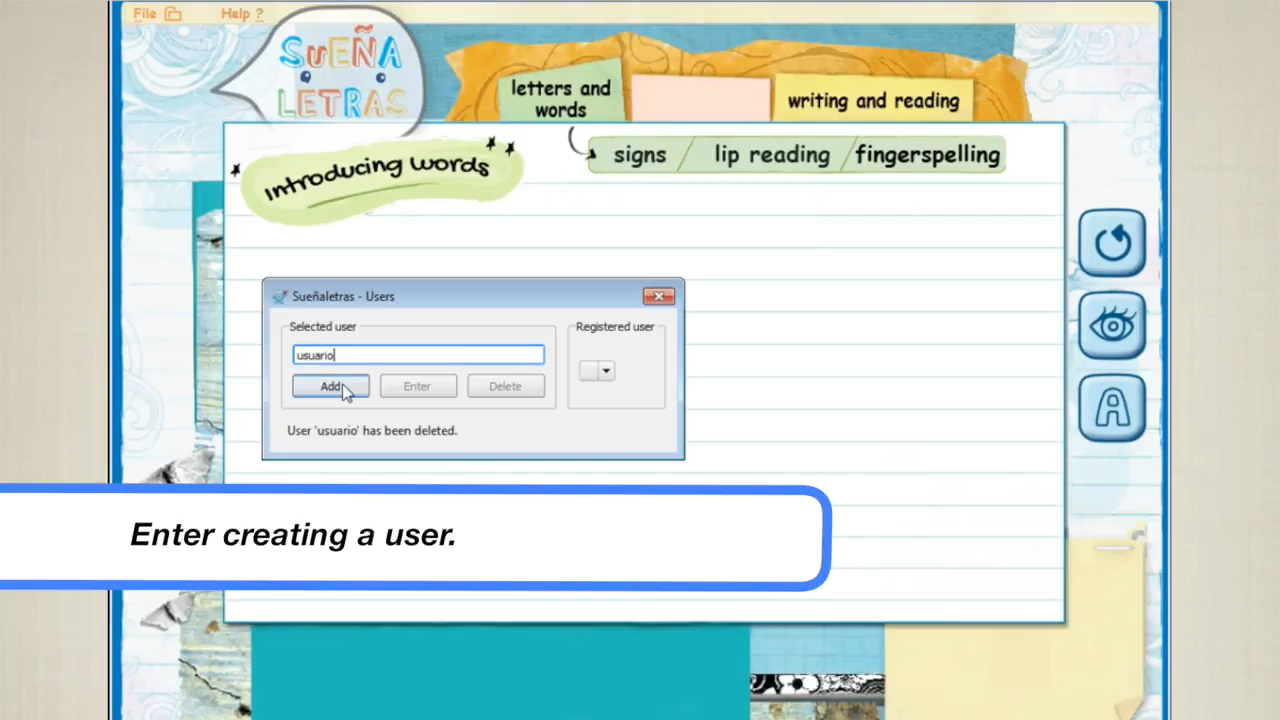 File
Help ?
SUEÑA
LETRAS
letters and
words
writing and reading
Introducing words
signs / lip reading / fingerspelling
Sueñaletras - Users
Selected user
Registered user
usuario
Add
Enter
Delete
User 'usuario' has been deleted.
A
Enter creating a user.